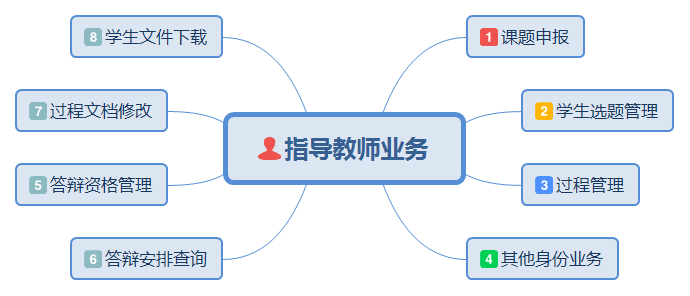 8 学生文件下载
1 课题申报
7 过程文档修改
2 学生选题管理
指导教师业务
5 答辩资格管理
3 过程管理
6 答辩安排查询
4 其他身份业务